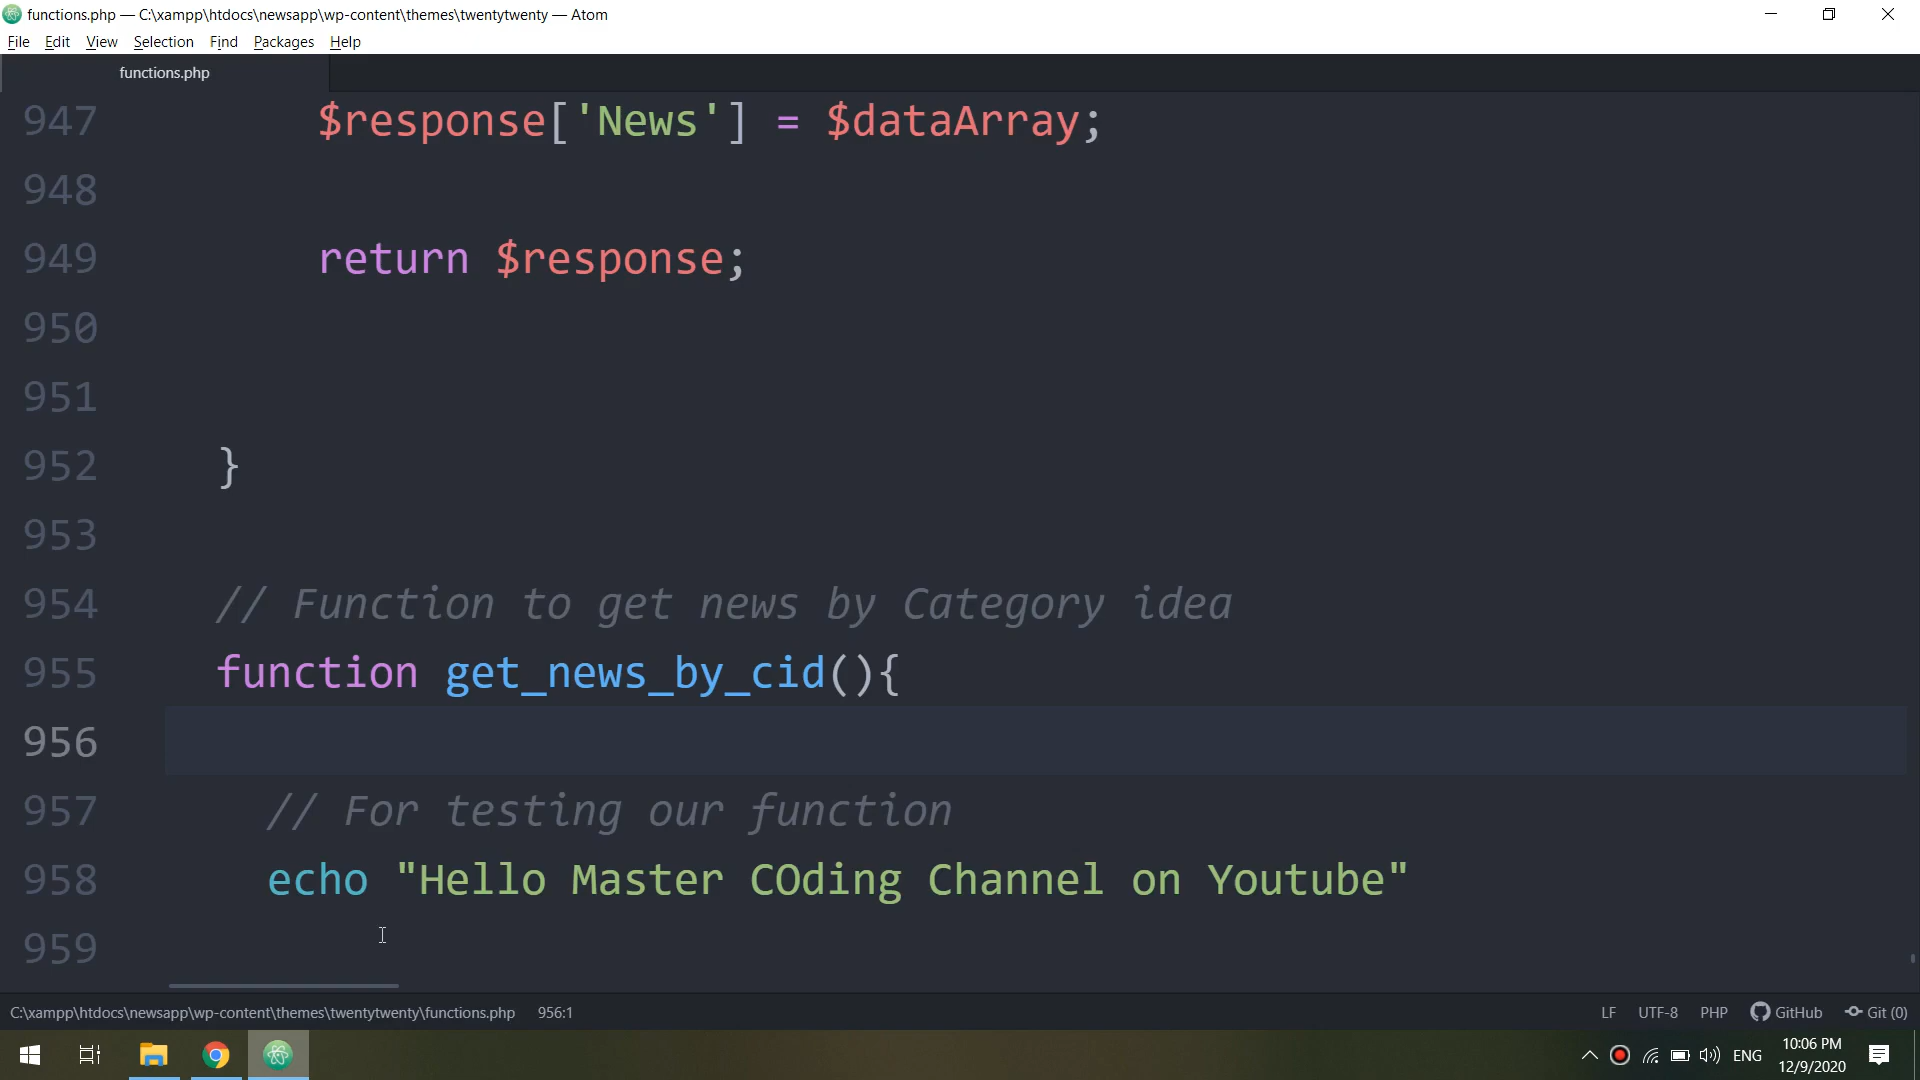 functions.php — C:\xampp\htdocs\newsapp\wp-content\themes\twentytwenty — Atom
File Edit View Selection Find Packages Help
functions.php
947 $response['News'] = $dataArray;
948
949 return $response;
950
951
952 }
953
954 // Function to get news by Category idea
955 function get_news_by_cid(){
956
957 // For testing our function
958 echo "Hello Master COding Channel on Youtube"
959
C:\xampp\htdocs\newsapp\wp-content\themes\twentytwenty\functions.php 956:1 LF UTF-8 PHP GitHub Git (0)
ENG 10:06 PM
12/9/2020